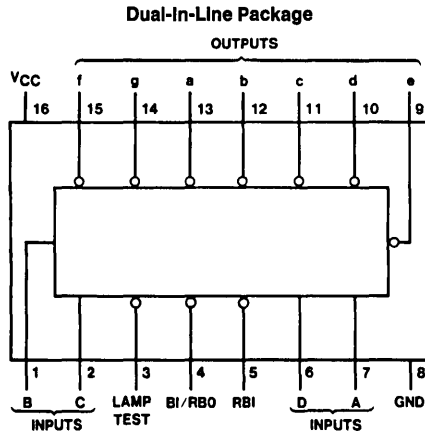 Dual-In-Line Package
OUTPUTS
VCC f g a b c d e
16 15 14 13 12 11 10 9
1 2 3 4 5 6 7 8
B C LAMP TEST BI/RBO RBI D A GND
INPUTS INPUTS